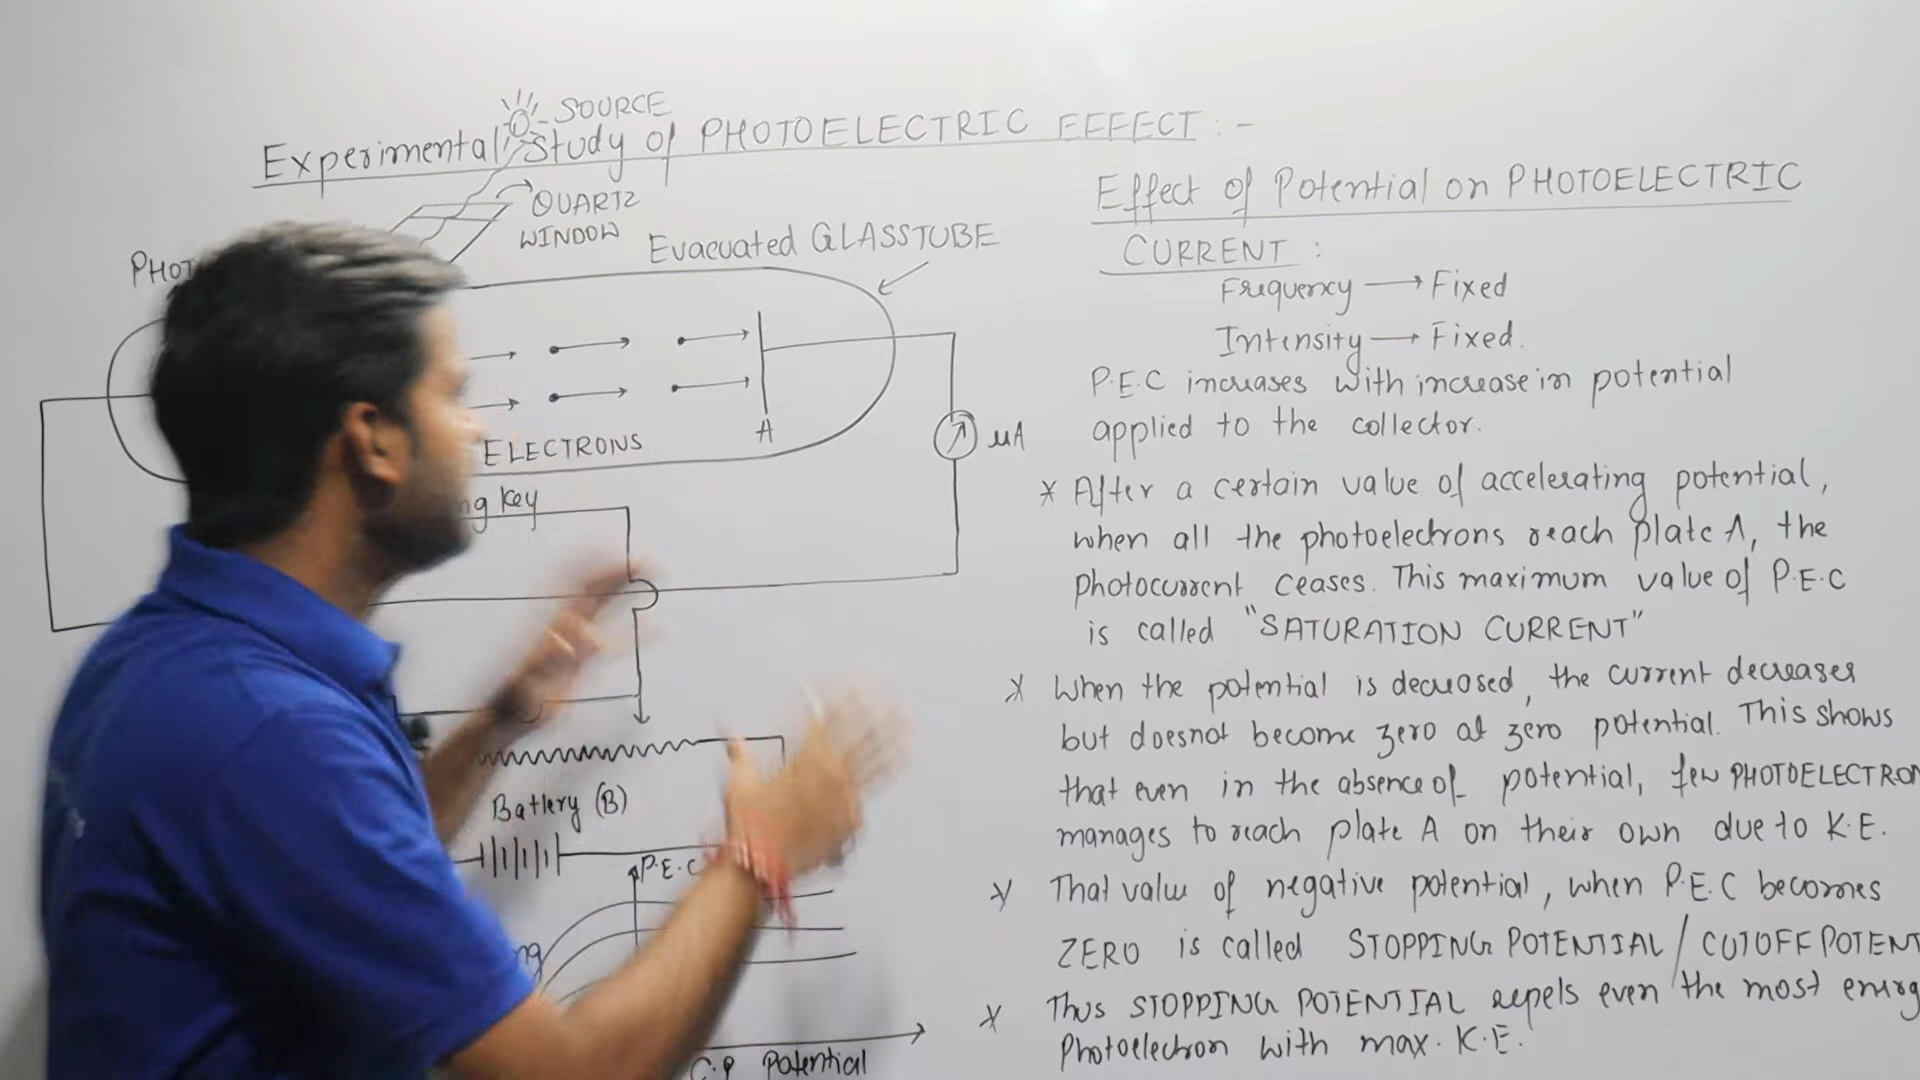 SOURCE
Experimental Study of PHOTOELECTRIC EFFECT :-
QUARTZ
WINDOW
Evacuated GLASSTUBE
A
ELECTRONS
μA
Key
Battery (B)
P.E.C
Potential
Effect of Potential on PHOTOELECTRIC
CURRENT :
Frequency → Fixed
Intensity → Fixed.
P.E.C increases with increase in potential
applied to the collector.
* After a certain value of accelerating potential,
when all the photoelectrons reach plate A, the
photocurrent ceases. This maximum value of P.E.C
is called "SATURATION CURRENT"
* When the potential is decreased, the current decreases
but doesnot become zero at zero potential. This shows
that even in the absence of potential, few
manages to reach plate A on their own due to K.E.
* That value of negative potential, when P.E.C becomes
ZERO is called STOPPING POTENTIAL /
* Thus STOPPING POTENTIAL repels even the most
Photoelectron with max. K.E.